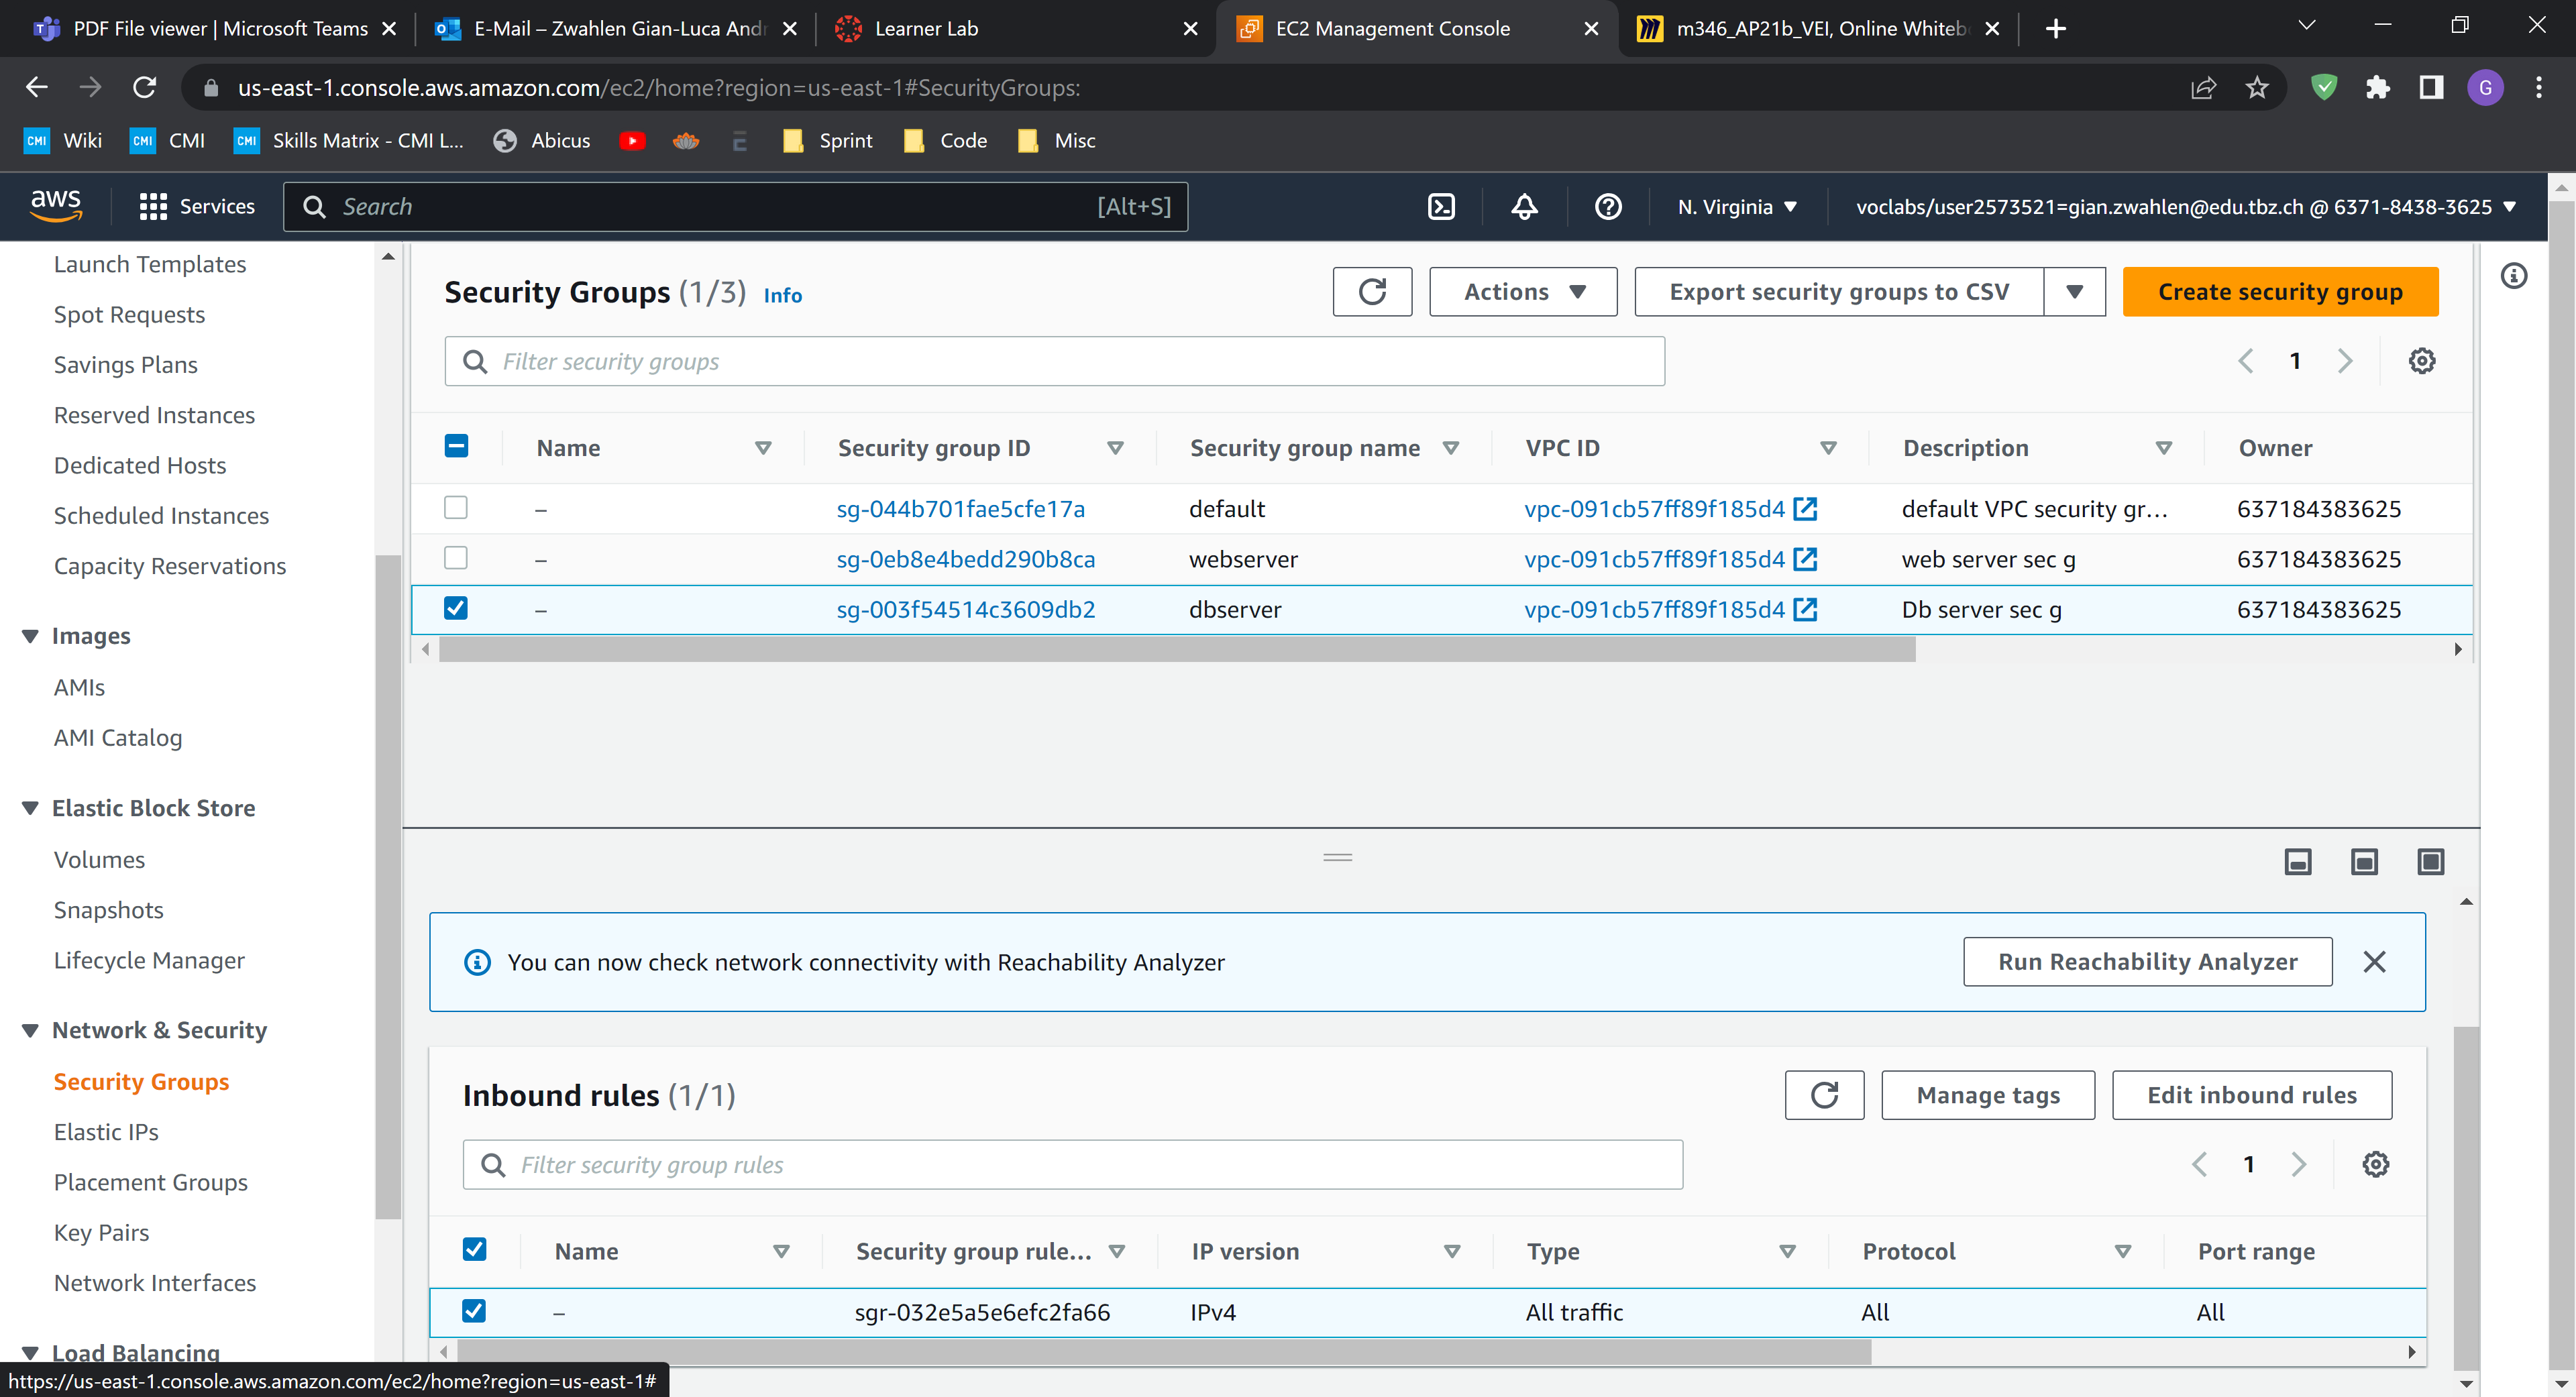 PDF File viewer | Microsoft Teams
E-Mail – Zwahlen Gian-Luca Andr
Learner Lab
EC2 Management Console
m346_AP21b_VEI, Online Whitebo
us-east-1.console.aws.amazon.com/ec2/home?region=us-east-1#SecurityGroups:
G
CMI Wiki
CMI CMI
CMI Skills Matrix - CMI L...
Abicus
Sprint
Code
Misc
aws
Services
Search [Alt+S]
N. Virginia
voclabs/user2573521=gian.zwahlen@edu.tbz.ch @ 6371-8438-3625
Launch Templates
Spot Requests
Savings Plans
Reserved Instances
Dedicated Hosts
Scheduled Instances
Capacity Reservations
Images
AMIs
AMI Catalog
Elastic Block Store
Volumes
Snapshots
Lifecycle Manager
Network & Security
Security Groups
Elastic IPs
Placement Groups
Key Pairs
Network Interfaces
Load Balancing
Security Groups (1/3) Info
Actions
Export security groups to CSV
Create security group
Filter security groups
1
Name Security group ID Security group name VPC ID Description Owner
– sg-044b701fae5cfe17a default vpc-091cb57ff89f185d4 default VPC security gr... 637184383625
– sg-0eb8e4bedd290b8ca webserver vpc-091cb57ff89f185d4 web server sec g 637184383625
– sg-003f54514c3609db2 dbserver vpc-091cb57ff89f185d4 Db server sec g 637184383625
You can now check network connectivity with Reachability Analyzer
Run Reachability Analyzer
Inbound rules (1/1)
Manage tags
Edit inbound rules
Filter security group rules
1
Name Security group rule... IP version Type Protocol Port range
– sgr-032e5a5e6efc2fa66 IPv4 All traffic All All
https://us-east-1.console.aws.amazon.com/ec2/home?region=us-east-1#